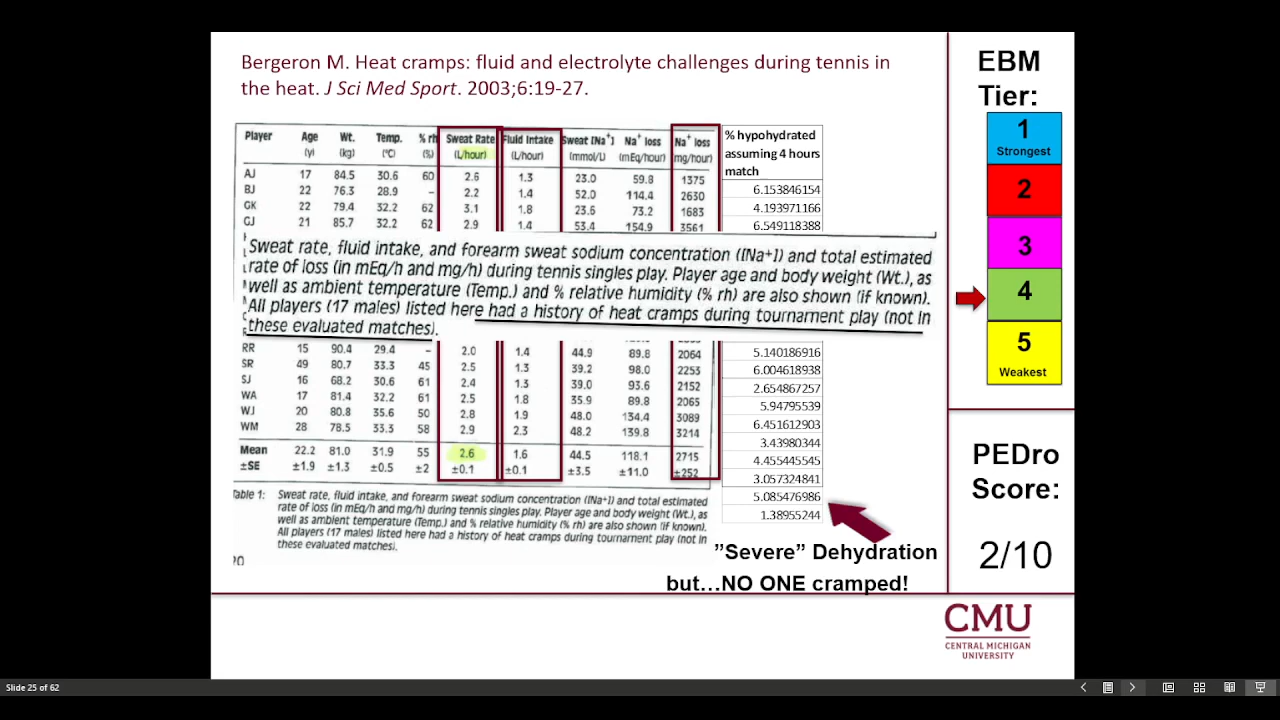 Bergeron M. Heat cramps: fluid and electrolyte challenges during tennis in
the heat. J Sci Med Sport. 2003;6:19-27.
Player Age Wt. Temp. % rh Sweat Rate Fluid Intake Sweat [Na+] Na+ loss Na+ loss
(y) (kg) (°C) (%) (L/hour) (L/hour) (mmol/L) (mEq/hour) mg/hour)
AJ 17 84.5 30.6 60 2.6 1.3 23.0 59.8 1375
BJ 22 76.3 28.9 – 2.2 1.4 52.0 114.4 2630
GK 22 79.4 32.2 62 3.1 1.8 23.6 73.2 1683
GJ 21 85.7 32.2 62 2.9 1.4 53.4 154.9 3561
% hypohydrated
assuming 4 hours
match
6.153846154
4.193971166
6.549118388
Sweat rate, fluid intake, and forearm sweat sodium concentration ([Na+]) and total estimated
rate of loss (in mEq/h and mg/h) during tennis singles play. Player age and body weight (Wt.), as
well as ambient temperature (Temp.) and % relative humidity (% rh) are also shown (if known).
All players (17 males) listed here had a history of heat cramps during tournament play (not in
these evaluated matches).
RR 15 90.4 29.4 – 2.0 1.4 44.9 89.8 2064
SR 49 80.7 33.3 45 2.5 1.3 39.2 98.0 2253
SJ 16 68.2 30.6 61 2.4 1.3 39.0 93.6 2152
WA 17 81.4 32.2 61 2.5 1.8 35.9 89.8 2065
WJ 20 80.8 35.6 50 2.8 1.9 48.0 134.4 3089
WM 28 78.5 33.3 58 2.9 2.3 48.2 139.8 3214
Mean 22.2 81.0 31.9 55 2.6 1.6 44.5 118.1 2715
±SE ±1.9 ±1.3 ±0.5 ±2 ±0.1 ±0.1 ±3.5 ±11.0 ±252
5.140186916
6.004618938
2.654867257
5.94795539
6.451612903
3.43980344
4.455445545
3.057324841
5.085476986
1.38955244
Table 1: Sweat rate, fluid intake, and forearm sweat sodium concentration ([Na+]) and total estimated
rate of loss (in mEq/h and mg/h) during tennis singles play. Player age and body weight (Wt.), as
well as ambient temperature (Temp.) and % relative humidity (% rh) are also shown (if known).
All players (17 males) listed here had a history of heat cramps during tournament play (not in
these evaluated matches).
20
”Severe” Dehydration
but...NO ONE cramped!
EBM
Tier:
1
Strongest
2
3
4
5
Weakest
PEDro
Score:
2/10
CMU
CENTRAL MICHIGAN
UNIVERSITY
Slide 25 of 62